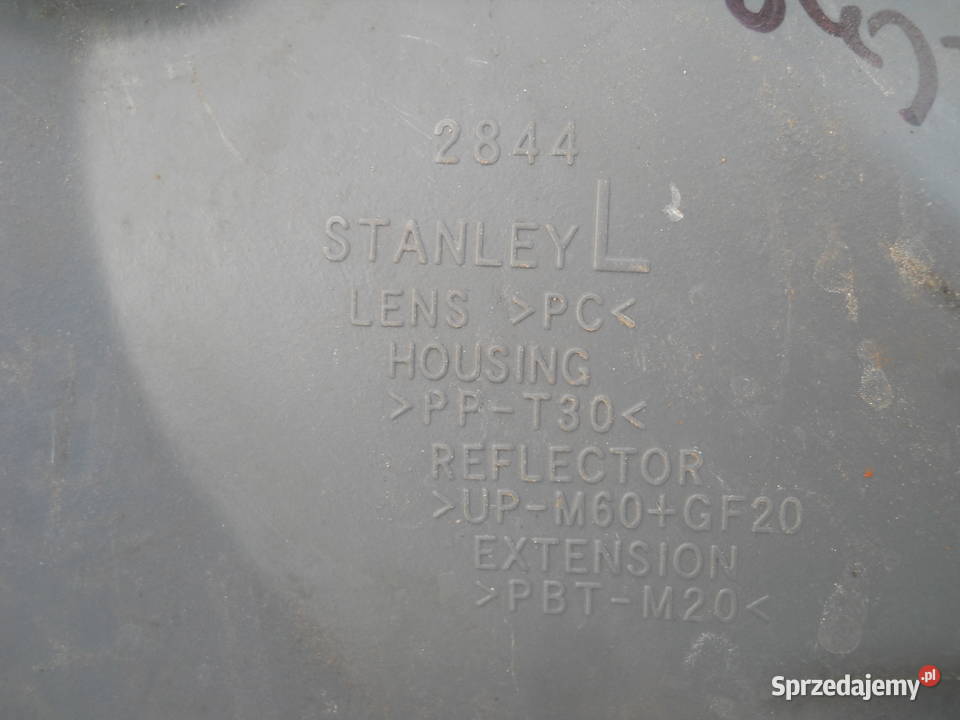 2844
STANLEY L
LENS >PC<
HOUSING
>PP-T30<
REFLECTOR
>UP-M60+GF20
EXTENSION
>PBT-M20<
Sprzedajemy.pl